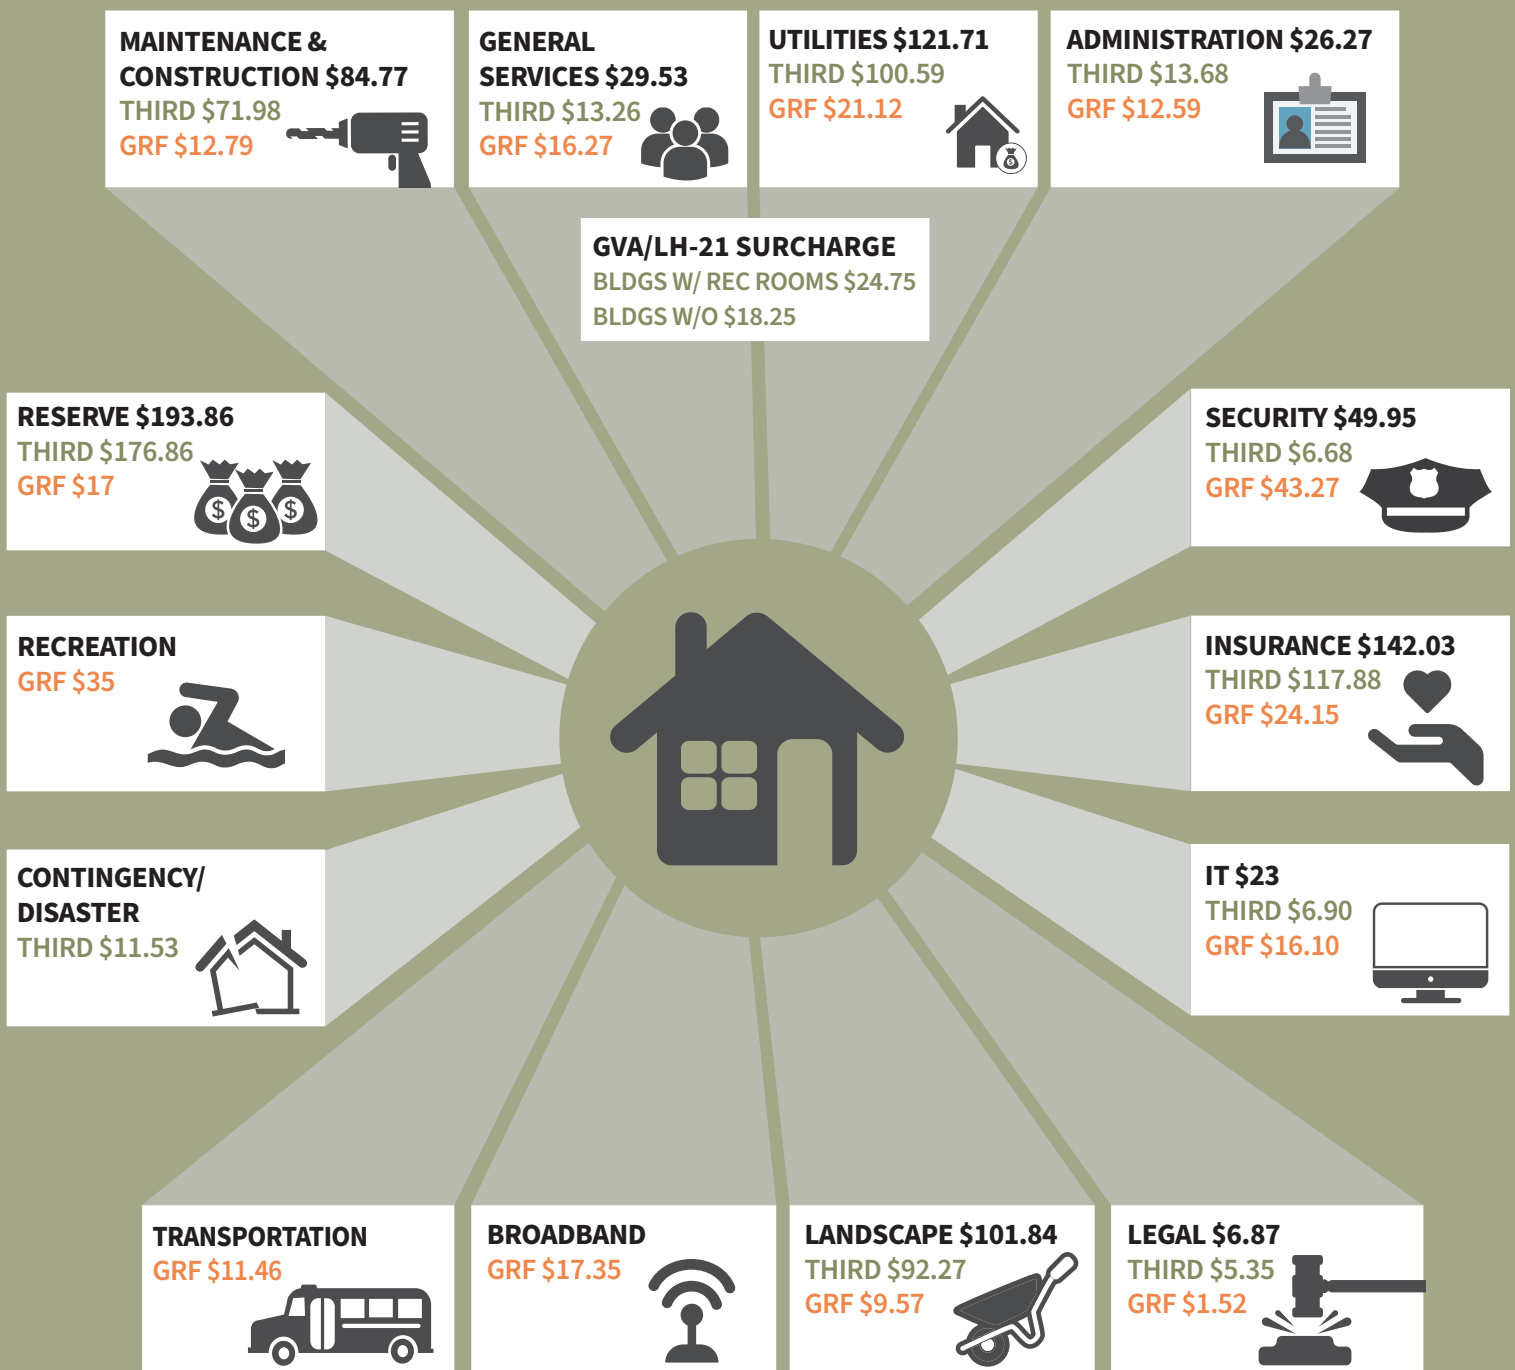 MAINTENANCE &
CONSTRUCTION $84.77
THIRD $71.98
GRF $12.79
GENERAL
SERVICES $29.53
THIRD $13.26
GRF $16.27
UTILITIES $121.71
THIRD $100.59
GRF $21.12
$
ADMINISTRATION $26.27
THIRD $13.68
GRF $12.59
GVA/LH-21 SURCHARGE
BLDGS W/ REC ROOMS $24.75
BLDGS W/O $18.25
RESERVE $193.86
THIRD $176.86
GRF $17
$ $ $
SECURITY $49.95
THIRD $6.68
GRF $43.27
RECREATION
GRF $35
INSURANCE $142.03
THIRD $117.88
GRF $24.15
CONTINGENCY/
DISASTER
THIRD $11.53
IT $23
THIRD $6.90
GRF $16.10
TRANSPORTATION
GRF $11.46
BROADBAND
GRF $17.35
LANDSCAPE $101.84
THIRD $92.27
GRF $9.57
LEGAL $6.87
THIRD $5.35
GRF $1.52